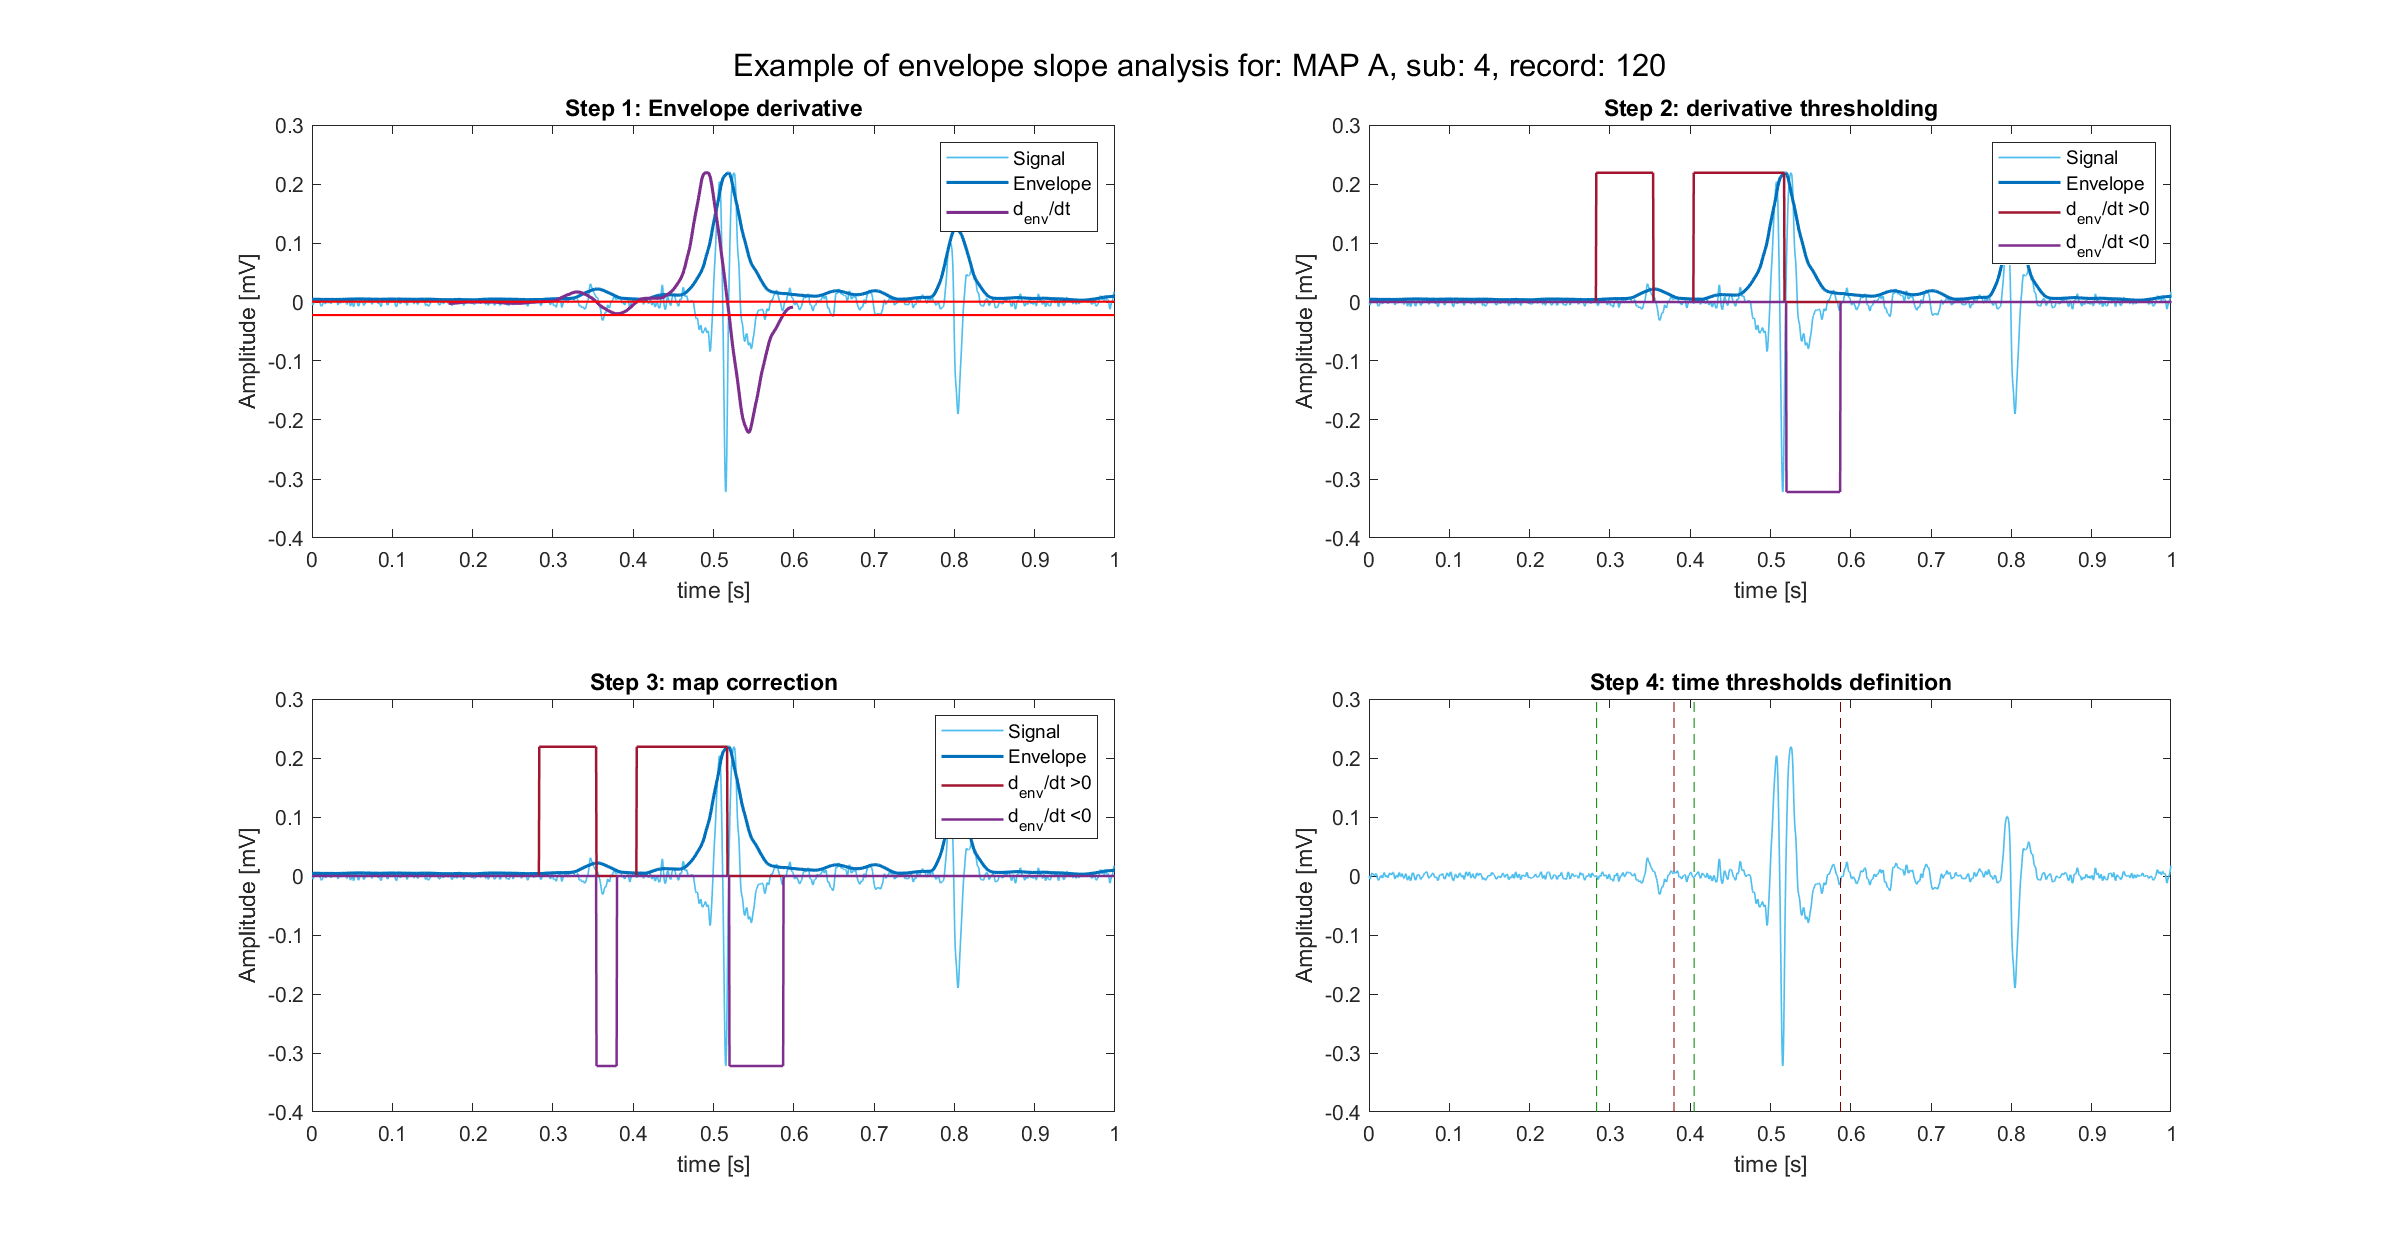 Example of envelope slope analysis for: MAP A, sub: 4, record: 120
Step 1: Envelope derivative
0.3
0.2
0.1
0
-0.1
-0.2
-0.3
-0.4
Amplitude [mV]
0 0.1 0.2 0.3 0.4 0.5 0.6 0.7 0.8 0.9 1
time [s]
Signal
Envelope
d_env/dt
Step 2: derivative thresholding
0.3
0.2
0.1
0
-0.1
-0.2
-0.3
-0.4
Amplitude [mV]
0 0.1 0.2 0.3 0.4 0.5 0.6 0.7 0.8 0.9 1
time [s]
Signal
Envelope
d_env/dt >0
d_env/dt <0
Step 3: map correction
0.3
0.2
0.1
0
-0.1
-0.2
-0.3
-0.4
Amplitude [mV]
0 0.1 0.2 0.3 0.4 0.5 0.6 0.7 0.8 0.9 1
time [s]
Signal
Envelope
d_env/dt >0
d_env/dt <0
Step 4: time thresholds definition
0.3
0.2
0.1
0
-0.1
-0.2
-0.3
-0.4
Amplitude [mV]
0 0.1 0.2 0.3 0.4 0.5 0.6 0.7 0.8 0.9 1
time [s]